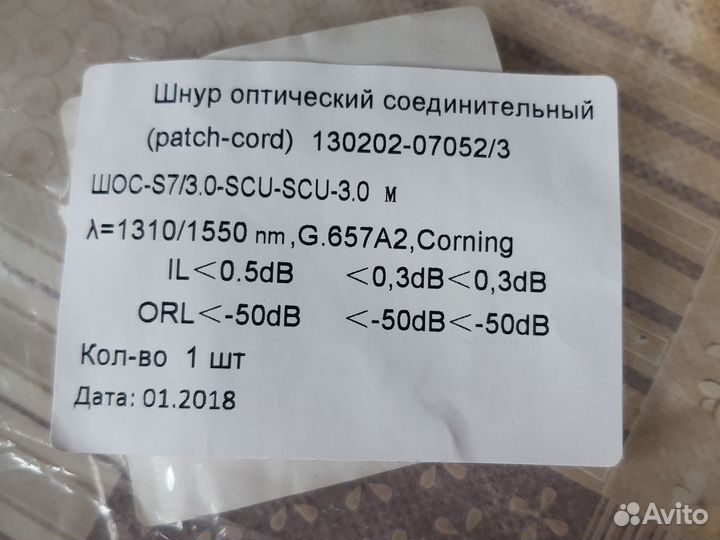 Шнур оптический соединительный
(patch-cord) 130202-07052/3
ШОС-S7/3.0-SCU-SCU-3.0 м
λ=1310/1550 nm,G.657A2,Corning
IL<0.5dB <0,3dB<0,3dB
ORL<-50dB <-50dB<-50dB
Кол-во 1 шт
Дата: 01.2018
Avito